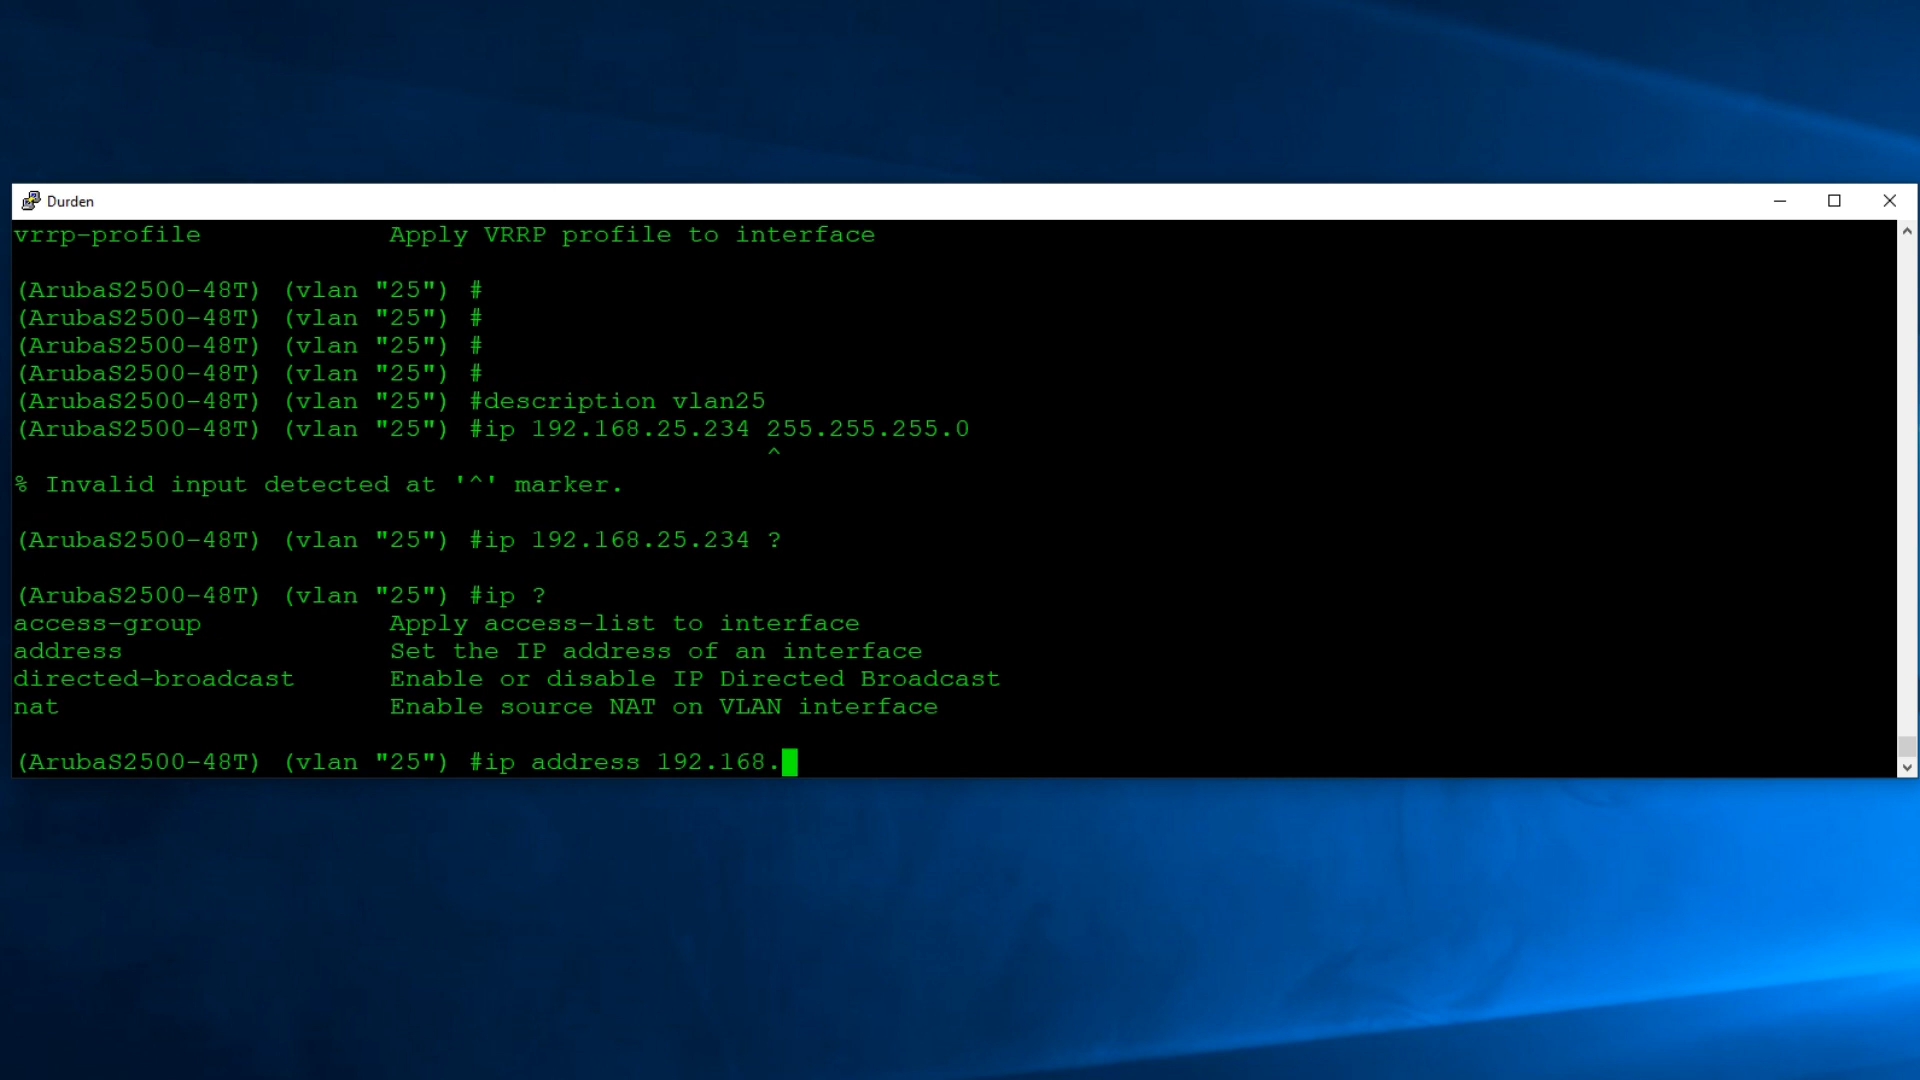 Durden
vrrp-profile Apply VRRP profile to interface
(ArubaS2500-48T) (vlan "25") #
(ArubaS2500-48T) (vlan "25") #
(ArubaS2500-48T) (vlan "25") #
(ArubaS2500-48T) (vlan "25") #
(ArubaS2500-48T) (vlan "25") #description vlan25
(ArubaS2500-48T) (vlan "25") #ip 192.168.25.234 255.255.255.0
^
% Invalid input detected at '^' marker.
(ArubaS2500-48T) (vlan "25") #ip 192.168.25.234 ?
(ArubaS2500-48T) (vlan "25") #ip ?
access-group Apply access-list to interface
address Set the IP address of an interface
directed-broadcast Enable or disable IP Directed Broadcast
nat Enable source NAT on VLAN interface
(ArubaS2500-48T) (vlan "25") #ip address 192.168.